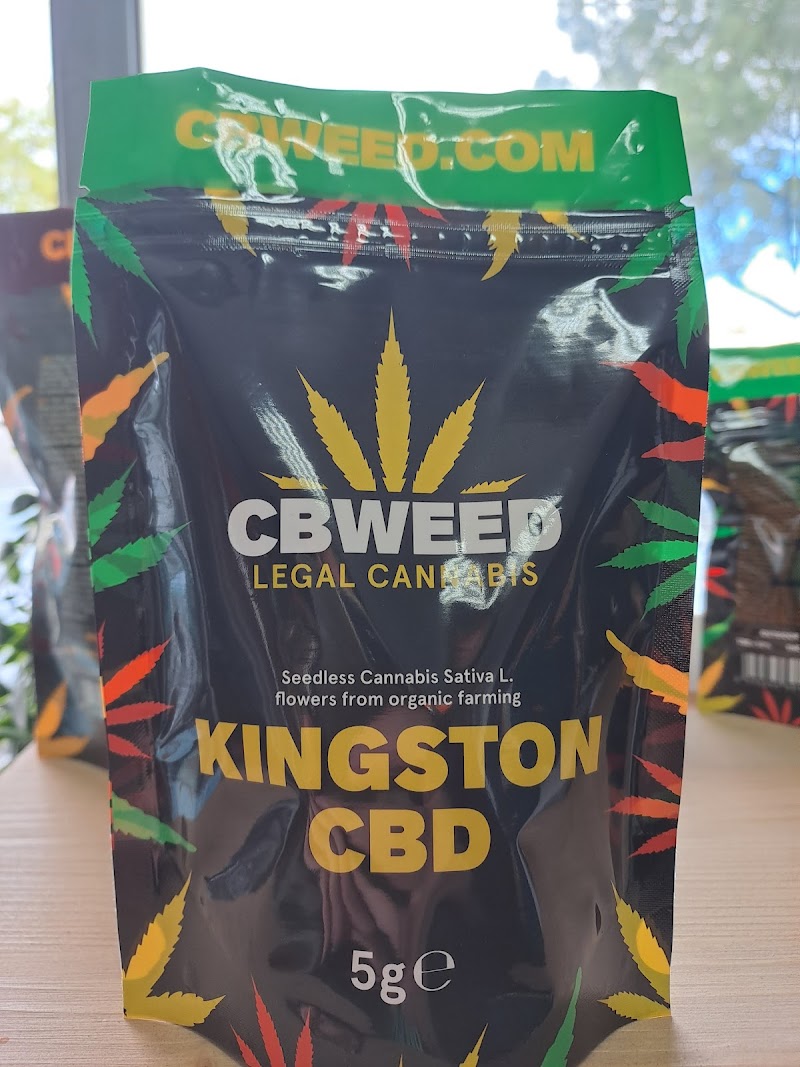 CBWEED.COM
CBWEED
LEGAL CANNABIS
Seedless Cannabis Sativa L.
flowers from organic farming
KINGSTON
CBD
5g℮